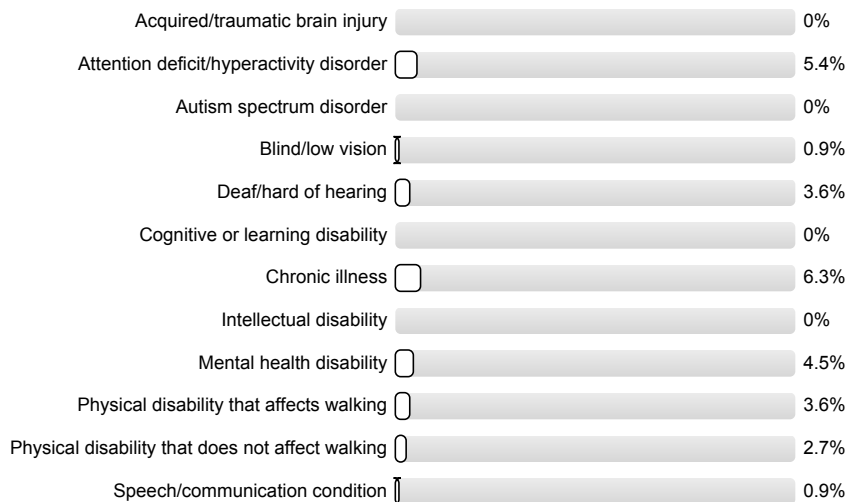 Acquired/traumatic brain injury 0%
Attention deficit/hyperactivity disorder 5.4%
Autism spectrum disorder 0%
Blind/low vision 0.9%
Deaf/hard of hearing 3.6%
Cognitive or learning disability 0%
Chronic illness 6.3%
Intellectual disability 0%
Mental health disability 4.5%
Physical disability that affects walking 3.6%
Physical disability that does not affect walking 2.7%
Speech/communication condition 0.9%